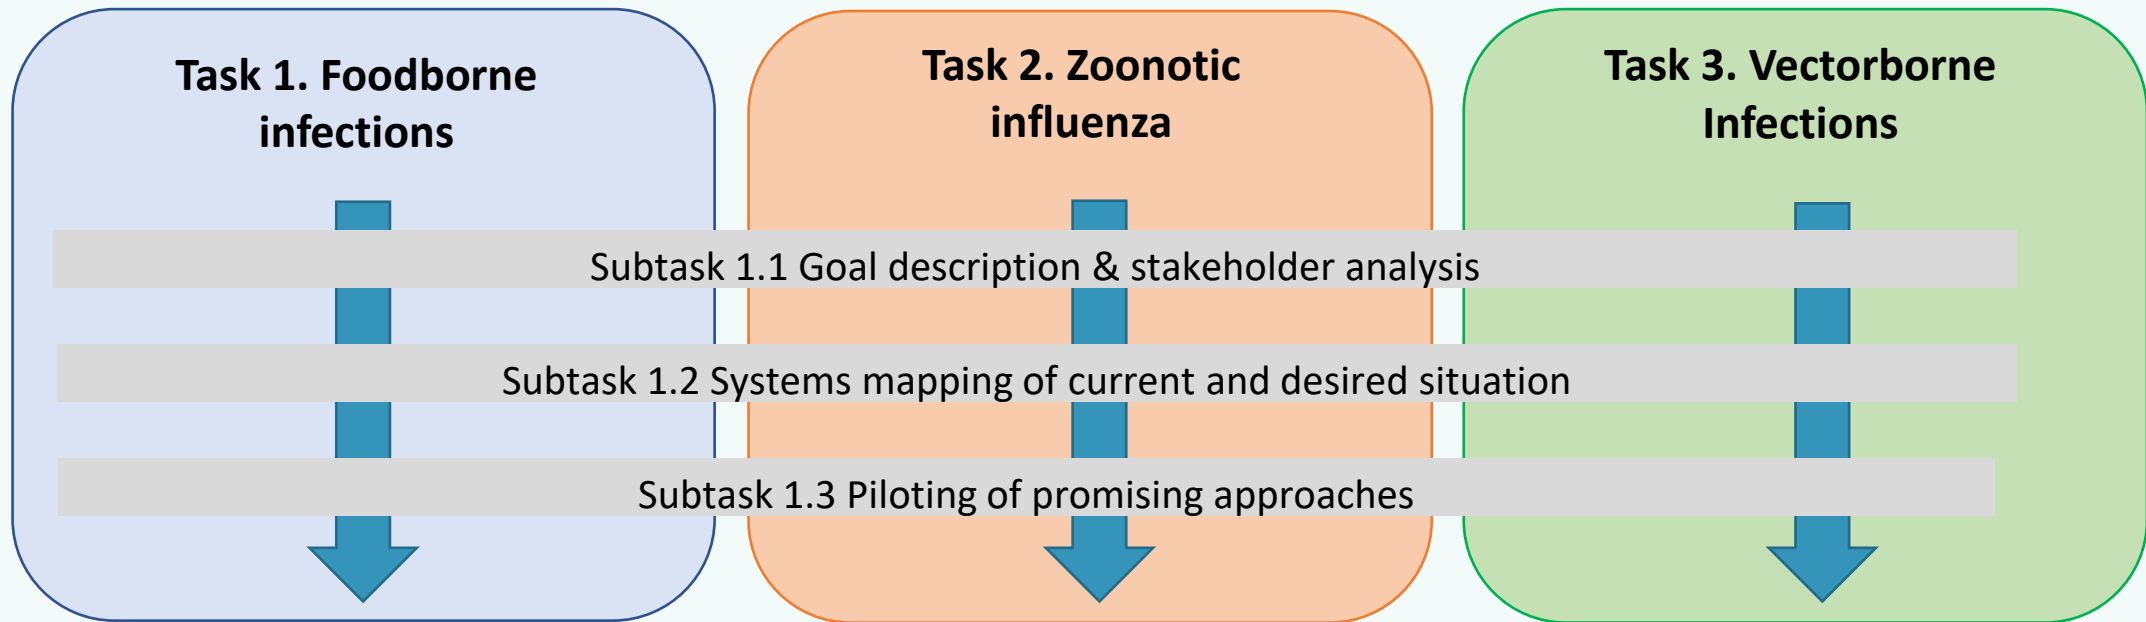 Task 1. Foodborne
infections
Task 2. Zoonotic
influenza
Task 3. Vectorborne
Infections
Subtask 1.1 Goal description & stakeholder analysis
Subtask 1.2 Systems mapping of current and desired situation
Subtask 1.3 Piloting of promising approaches